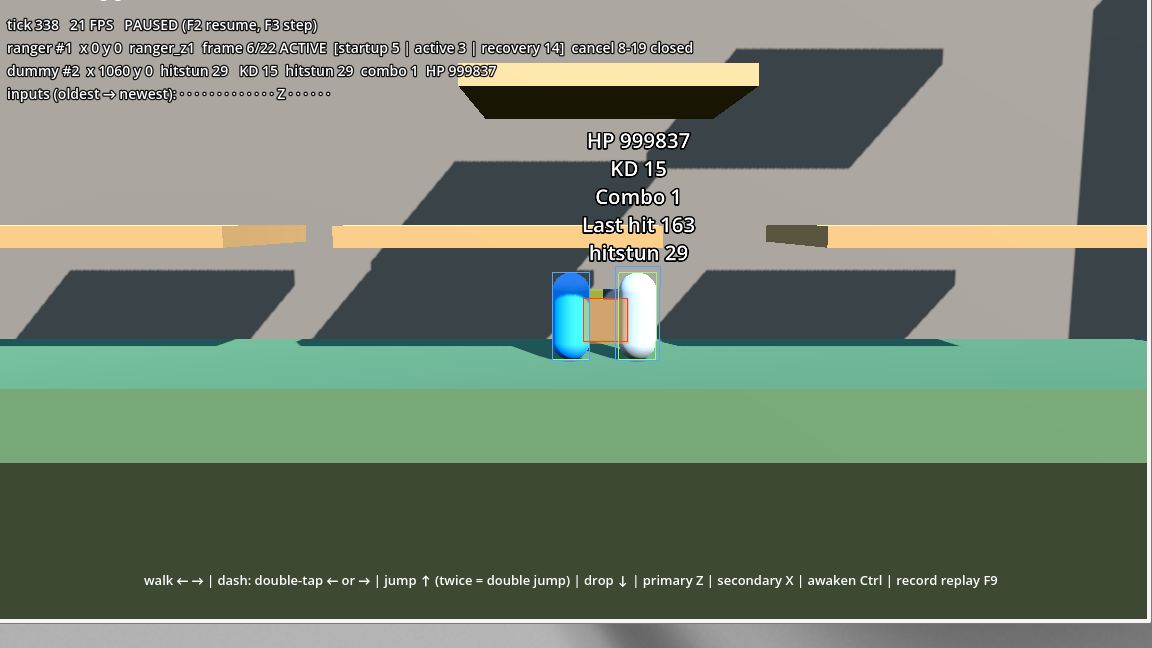 tick 338 21 FPS PAUSED (F2 resume, F3 step)
ranger #1 x 0 y 0 ranger_z1 frame 6/22 ACTIVE [startup 5 | active 3 | recovery 14] cancel 8-19 closed
dummy #2 x 1060 y 0 hitstun 29 KD 15 hitstun 29 combo 1 HP 999837
inputs (oldest → newest): · · · · · · · · · · · · · Z · · · · · ·
HP 999837
KD 15
Combo 1
Last hit 163
hitstun 29
walk ← → | dash: double-tap ← or → | jump ↑ (twice = double jump) | drop ↓ | primary Z | secondary X | awaken Ctrl | record replay F9